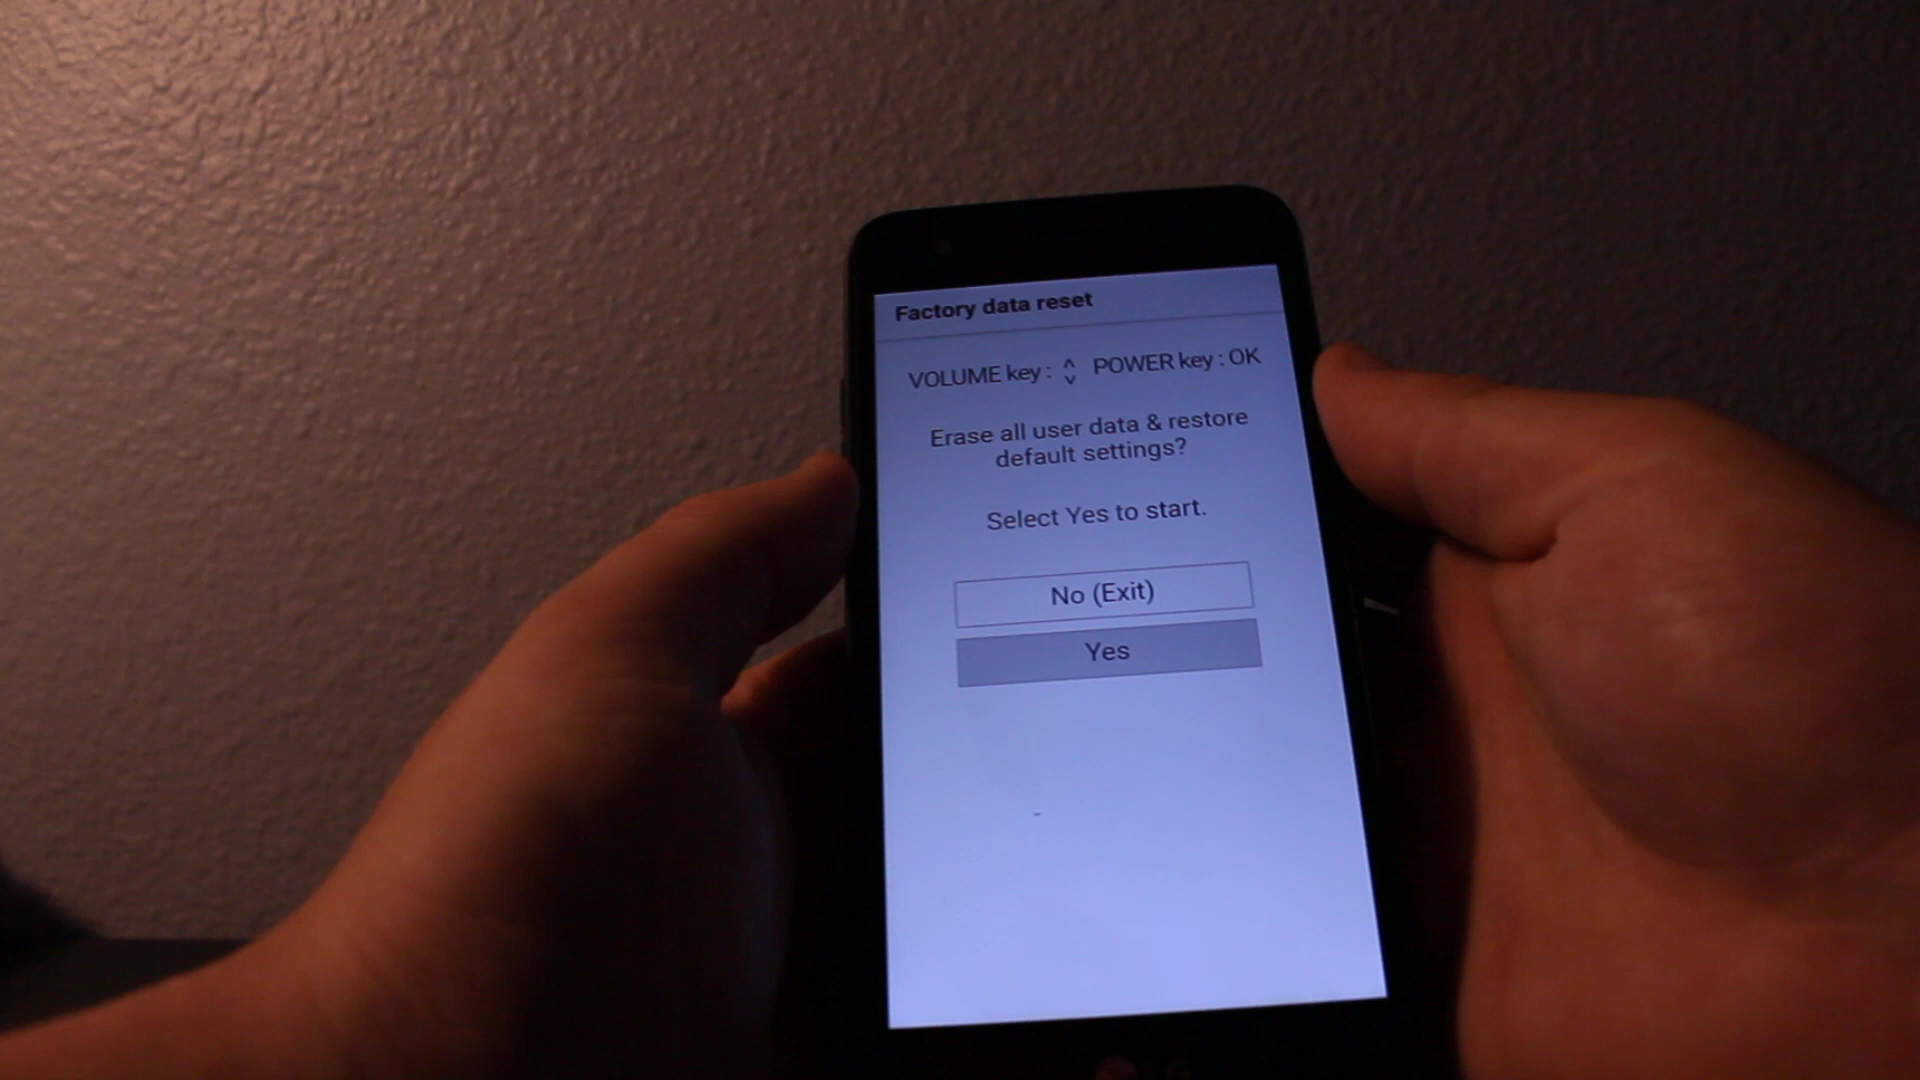 Factory data reset
VOLUME key : ^ v POWER key : OK
Erase all user data & restore
default settings?
Select Yes to start.
No (Exit)
Yes
LG